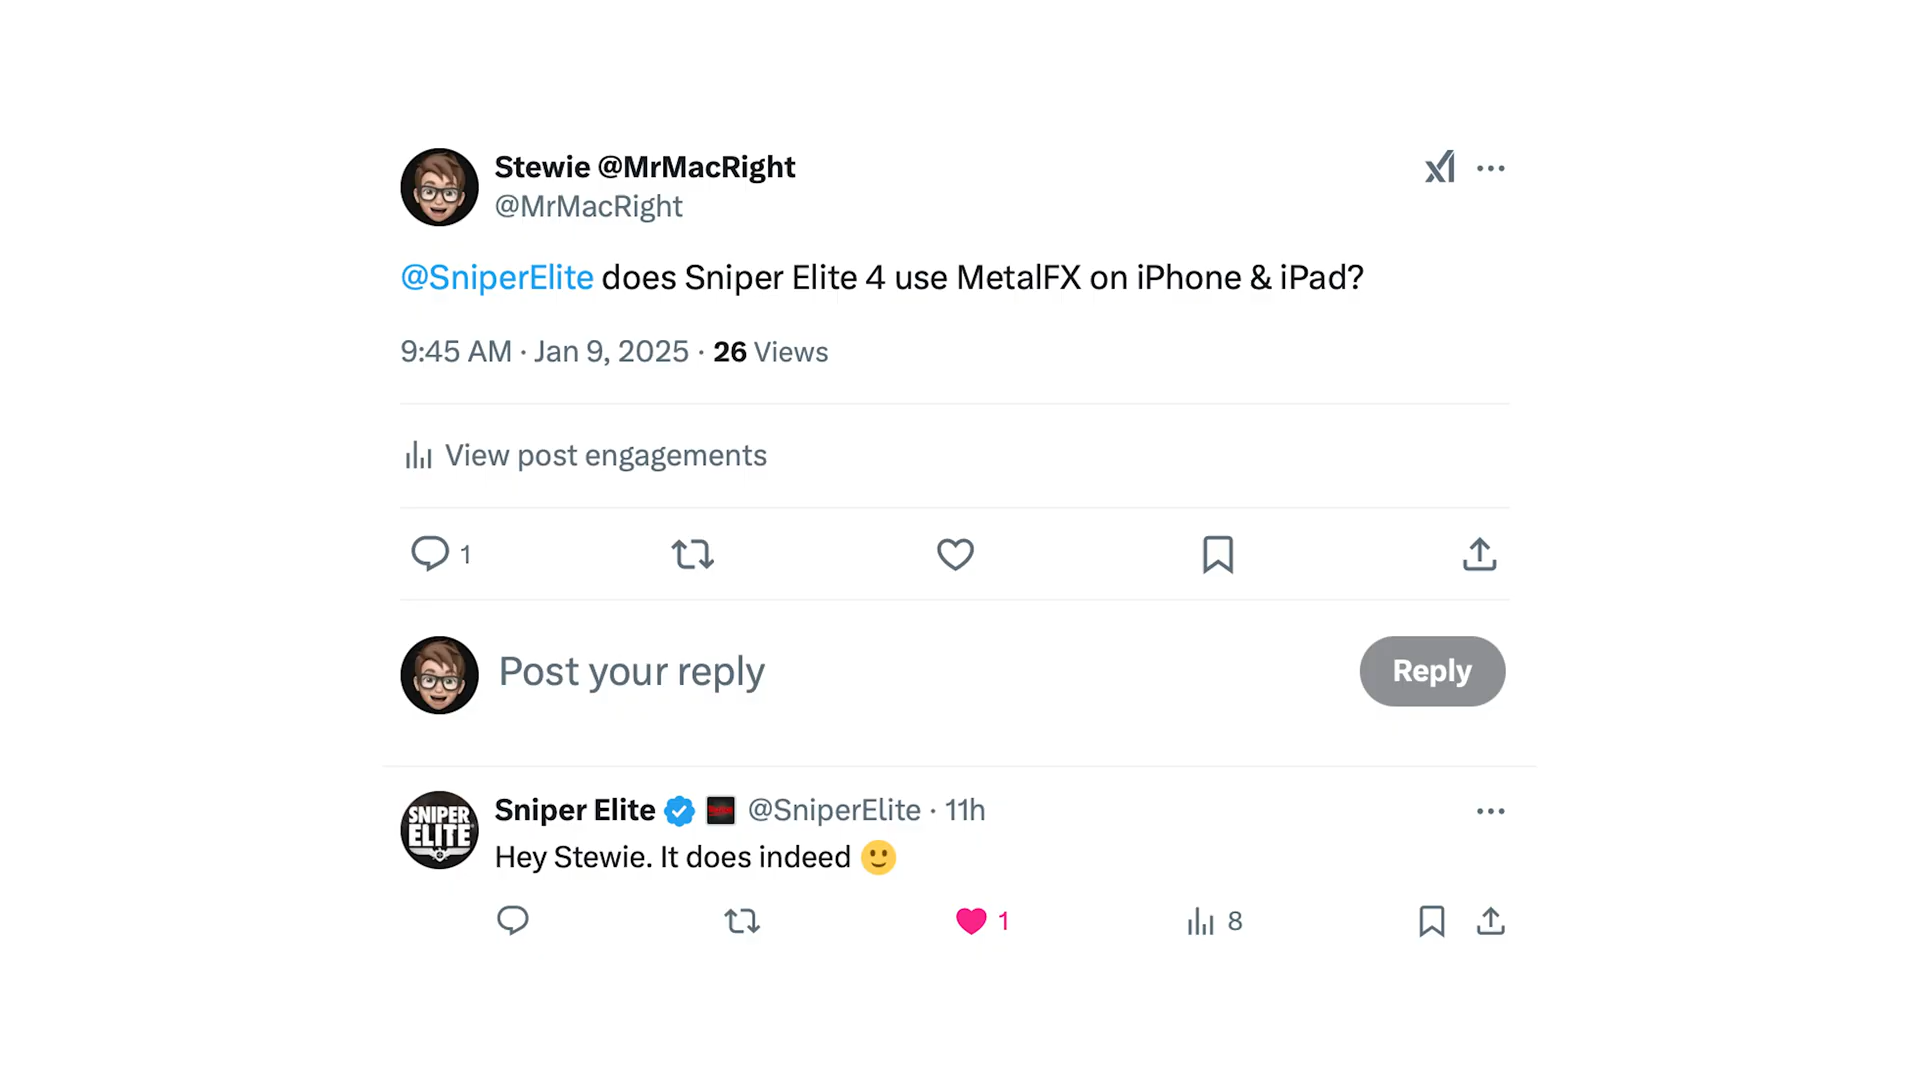 Stewie @MrMacRight
@MrMacRight
@SniperElite does Sniper Elite 4 use MetalFX on iPhone & iPad?
9:45 AM · Jan 9, 2025 · 26 Views
View post engagements
1
Post your reply
Reply
SNIPER
ELITE
Sniper Elite @SniperElite · 11h
Hey Stewie. It does indeed 🙂
1
8